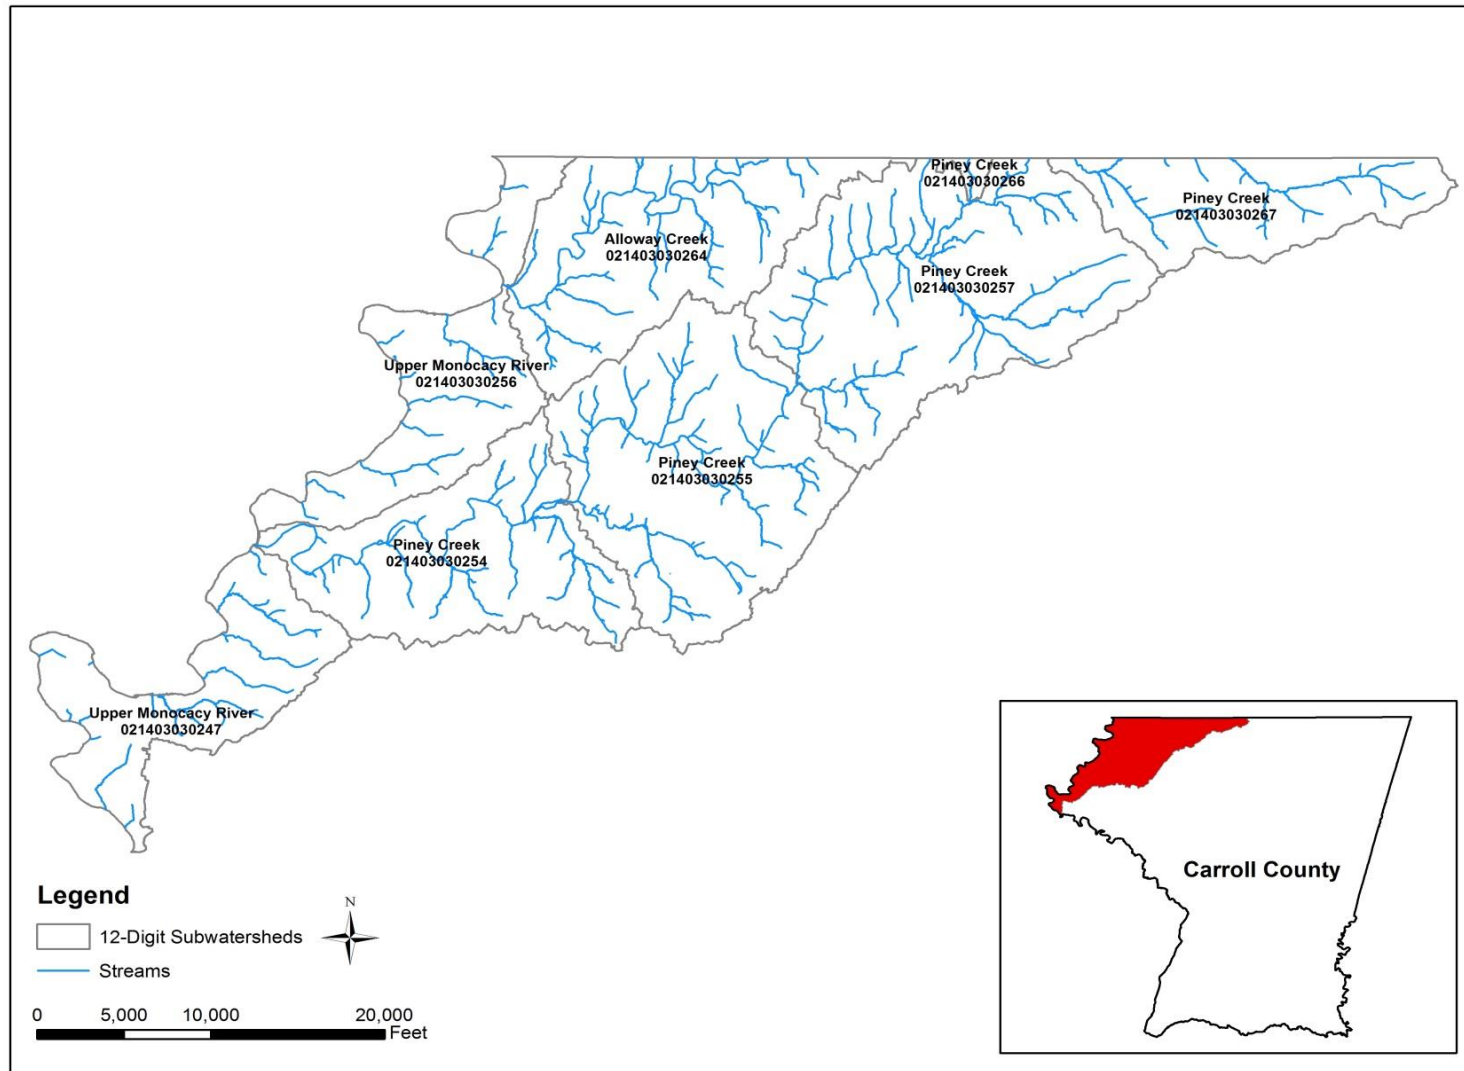 Piney Creek
021403030266
Piney Creek
021403030267
Alloway Creek
021403030264
Piney Creek
021403030257
Upper Monocacy River
021403030256
Piney Creek
021403030255
Piney Creek
021403030254
Upper Monocacy River
021403030247
Carroll County
Legend
N
12-Digit Subwatersheds
Streams
0 5,000 10,000 20,000
Feet